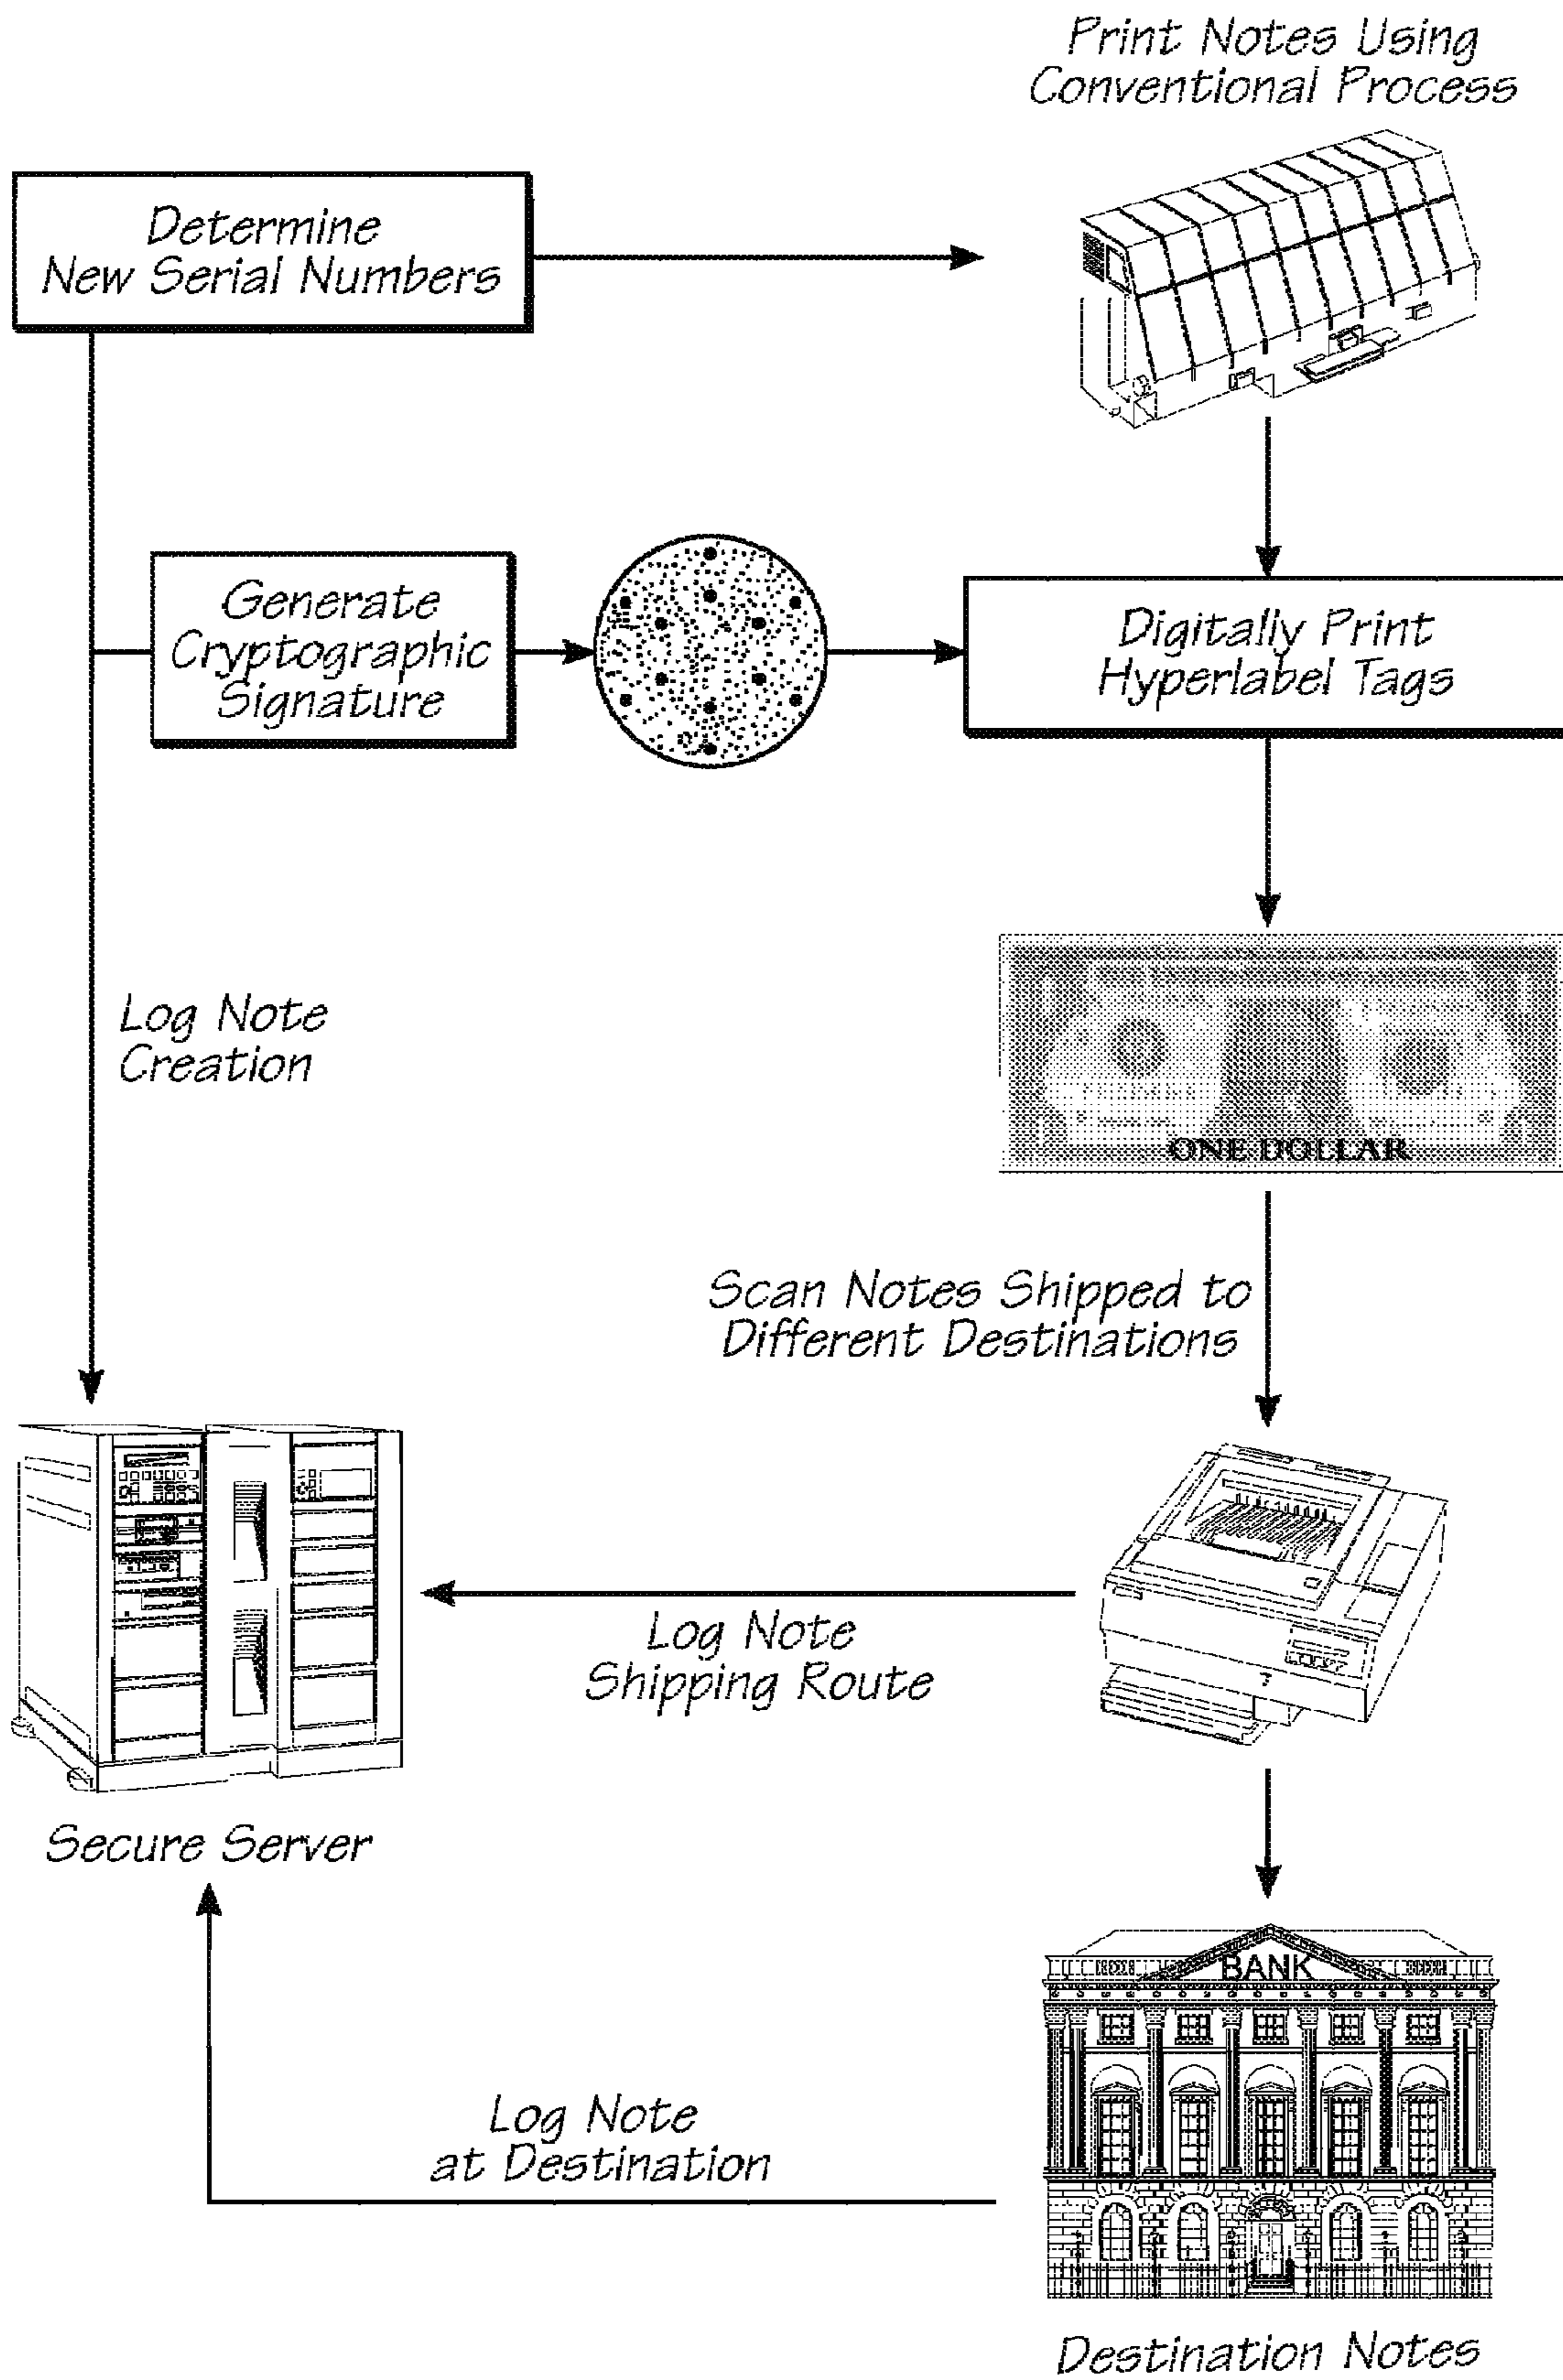 Print Notes Using
Conventional Process
Determine
New Serial Numbers
Generate
Cryptographic
Signature
Digitally Print
Hyperlabel Tags
Log Note
Creation
ONE DOLLAR
Scan Notes Shipped to
Different Destinations
Log Note
Shipping Route
Secure Server
BANK
Log Note
at Destination
Destination Notes